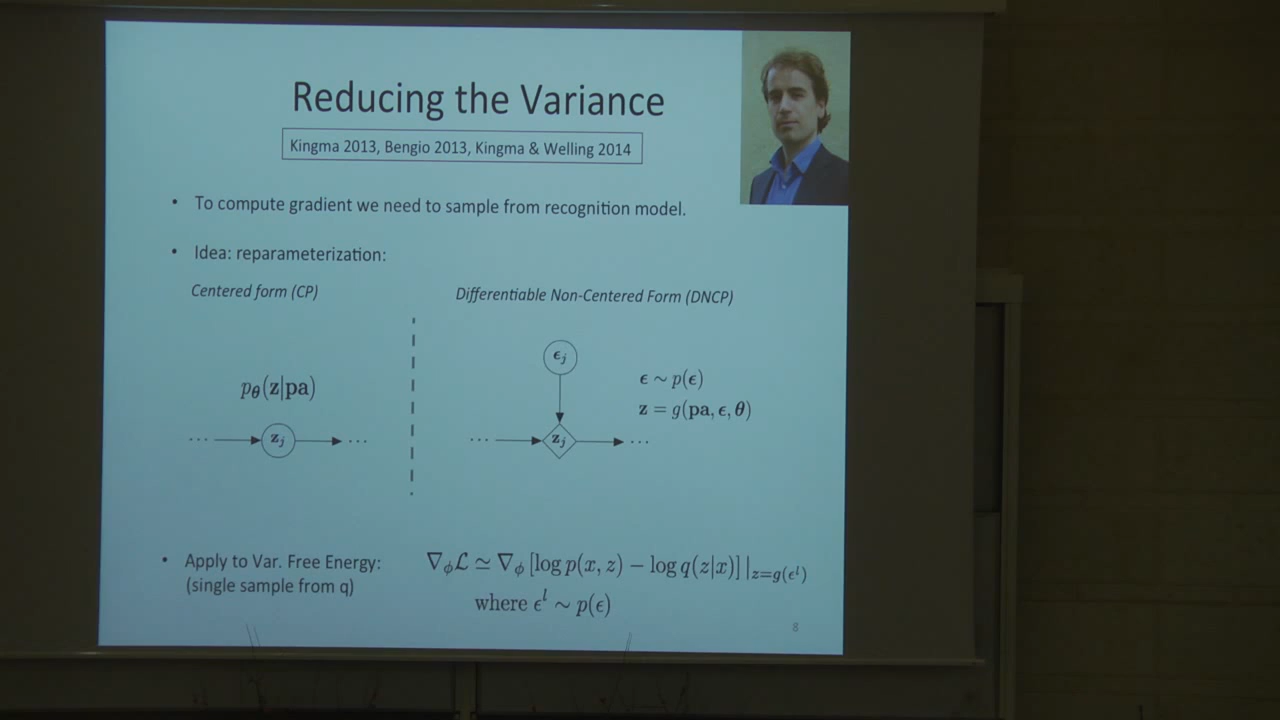 Reducing the Variance
Kingma 2013, Bengio 2013, Kingma & Welling 2014
• To compute gradient we need to sample from recognition model.
• Idea: reparameterization:
Centered form (CP)
Differentiable Non-Centered Form (DNCP)
p_θ(z|pa)
··· z_j ···
ϵ_j
··· z_j ···
ϵ ∼ p(ϵ)
z = g(pa, ϵ, θ)
• Apply to Var. Free Energy:
(single sample from q)
∇_ϕ ℒ ≃ ∇_ϕ [log p(x, z) − log q(z|x)] |_{z=g(ϵ^l)}
where ϵ^l ∼ p(ϵ)
8